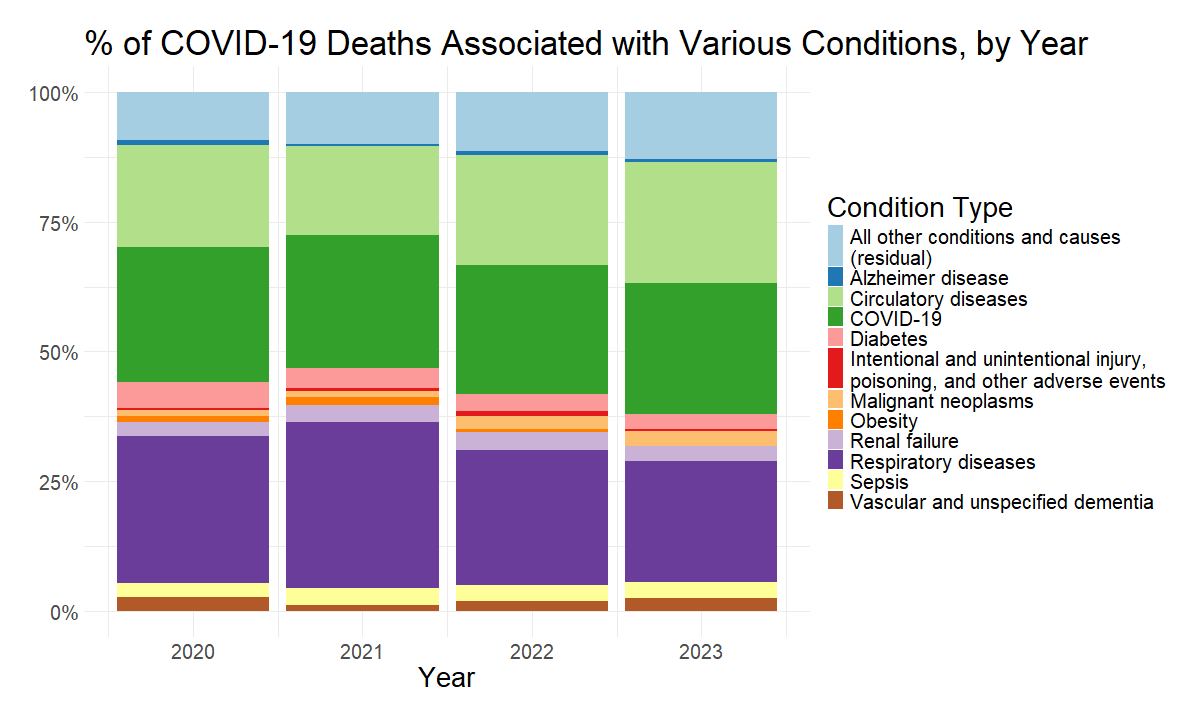 % of COVID-19 Deaths Associated with Various Conditions, by Year
100%
75%
50%
25%
0%
2020 2021 2022 2023
Year
Condition Type
All other conditions and causes
(residual)
Alzheimer disease
Circulatory diseases
COVID-19
Diabetes
Intentional and unintentional injury,
poisoning, and other adverse events
Malignant neoplasms
Obesity
Renal failure
Respiratory diseases
Sepsis
Vascular and unspecified dementia